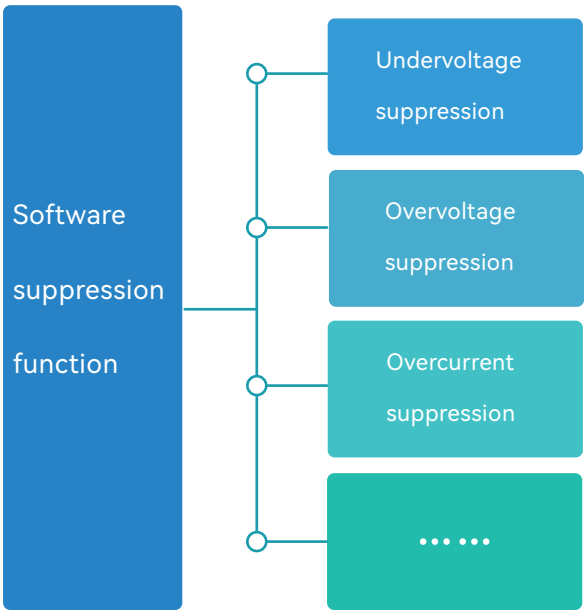 Software
suppression
function
Undervoltage
suppression
Overvoltage
suppression
Overcurrent
suppression
……